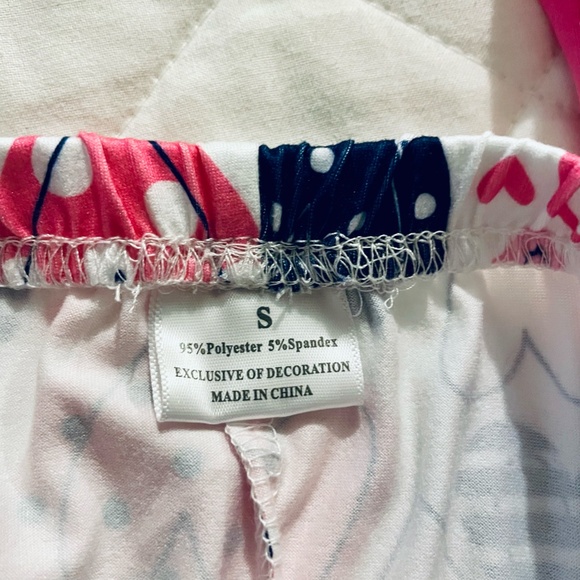 S
95%Polyester 5%Spandex
EXCLUSIVE OF DECORATION
MADE IN CHINA